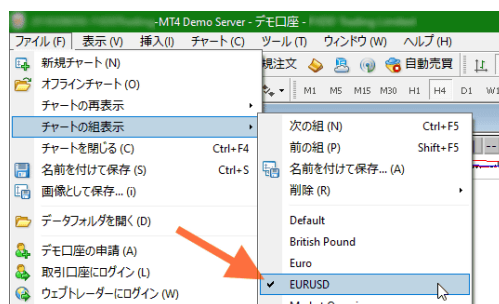 -MT4 Demo Server - デモ口座 -
ファイル (F) 表示 (V) 挿入(I) チャート (C) ツール (T) ウィンドウ (W) ヘルプ (H)
新規チャート (N)
規注文 自動売買
オフラインチャート (O)
M1 M5 M15 M30 H1 H4 D1 W1
チャートの再表示
チャートの組表示
チャートを閉じる (C) Ctrl+F4
名前を付けて保存 (S) Ctrl+S
画像として保存... (i)
データフォルダを開く (D)
デモ口座の申請 (A)
取引口座にログイン (L)
ウェブトレーダーにログイン (W)
次の組 (N) Ctrl+F5
前の組 (P) Shift+F5
名前を付けて保存... (A)
削除 (R)
Default
British Pound
Euro
EURUSD